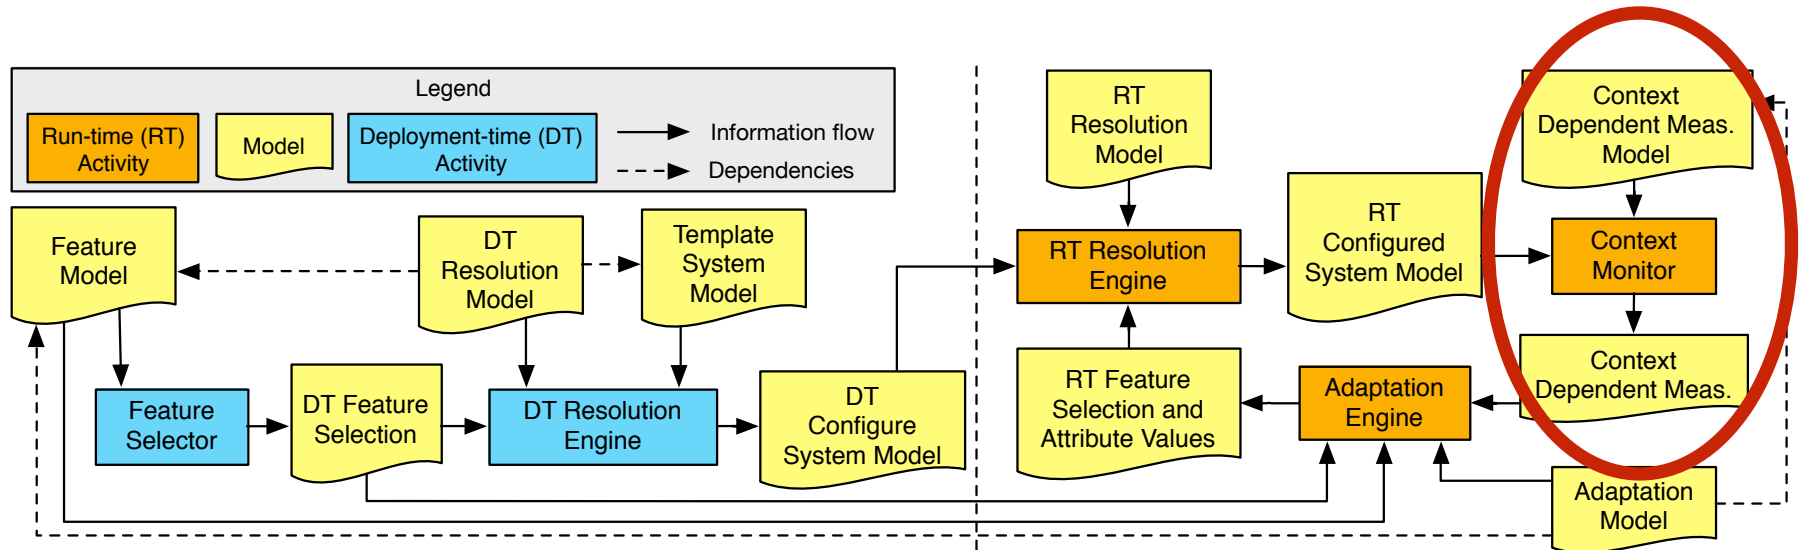 Legend
Run-time (RT)
Activity
Model
Deployment-time (DT)
Activity
Information flow
Dependencies
Feature
Model
DT
Resolution
Model
Template
System
Model
Feature
Selector
DT Feature
Selection
DT Resolution
Engine
DT
Configure
System Model
RT
Resolution
Model
RT Resolution
Engine
RT
Configured
System Model
RT Feature
Selection and
Attribute Values
Adaptation
Engine
Context
Dependent Meas.
Model
Context
Monitor
Context
Dependent Meas.
Adaptation
Model